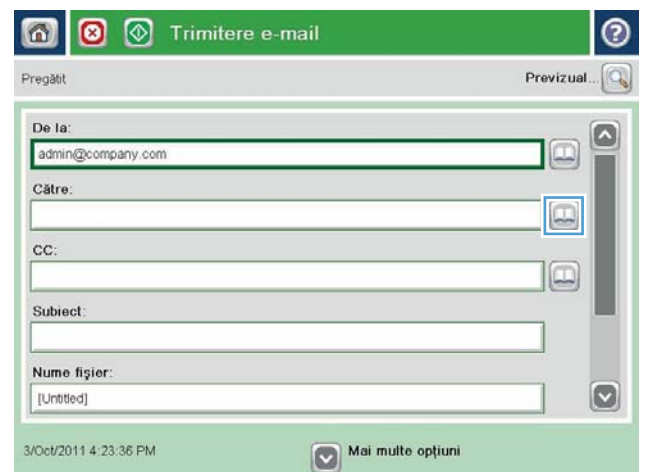 Trimitere e-mail
Pregătit
Previzual...
De la:
admin@company.com
Către:
CC:
Subiect:
Nume fişier:
[Untitled]
3/Oct/2011 4:23:36 PM
Mai multe opţiuni